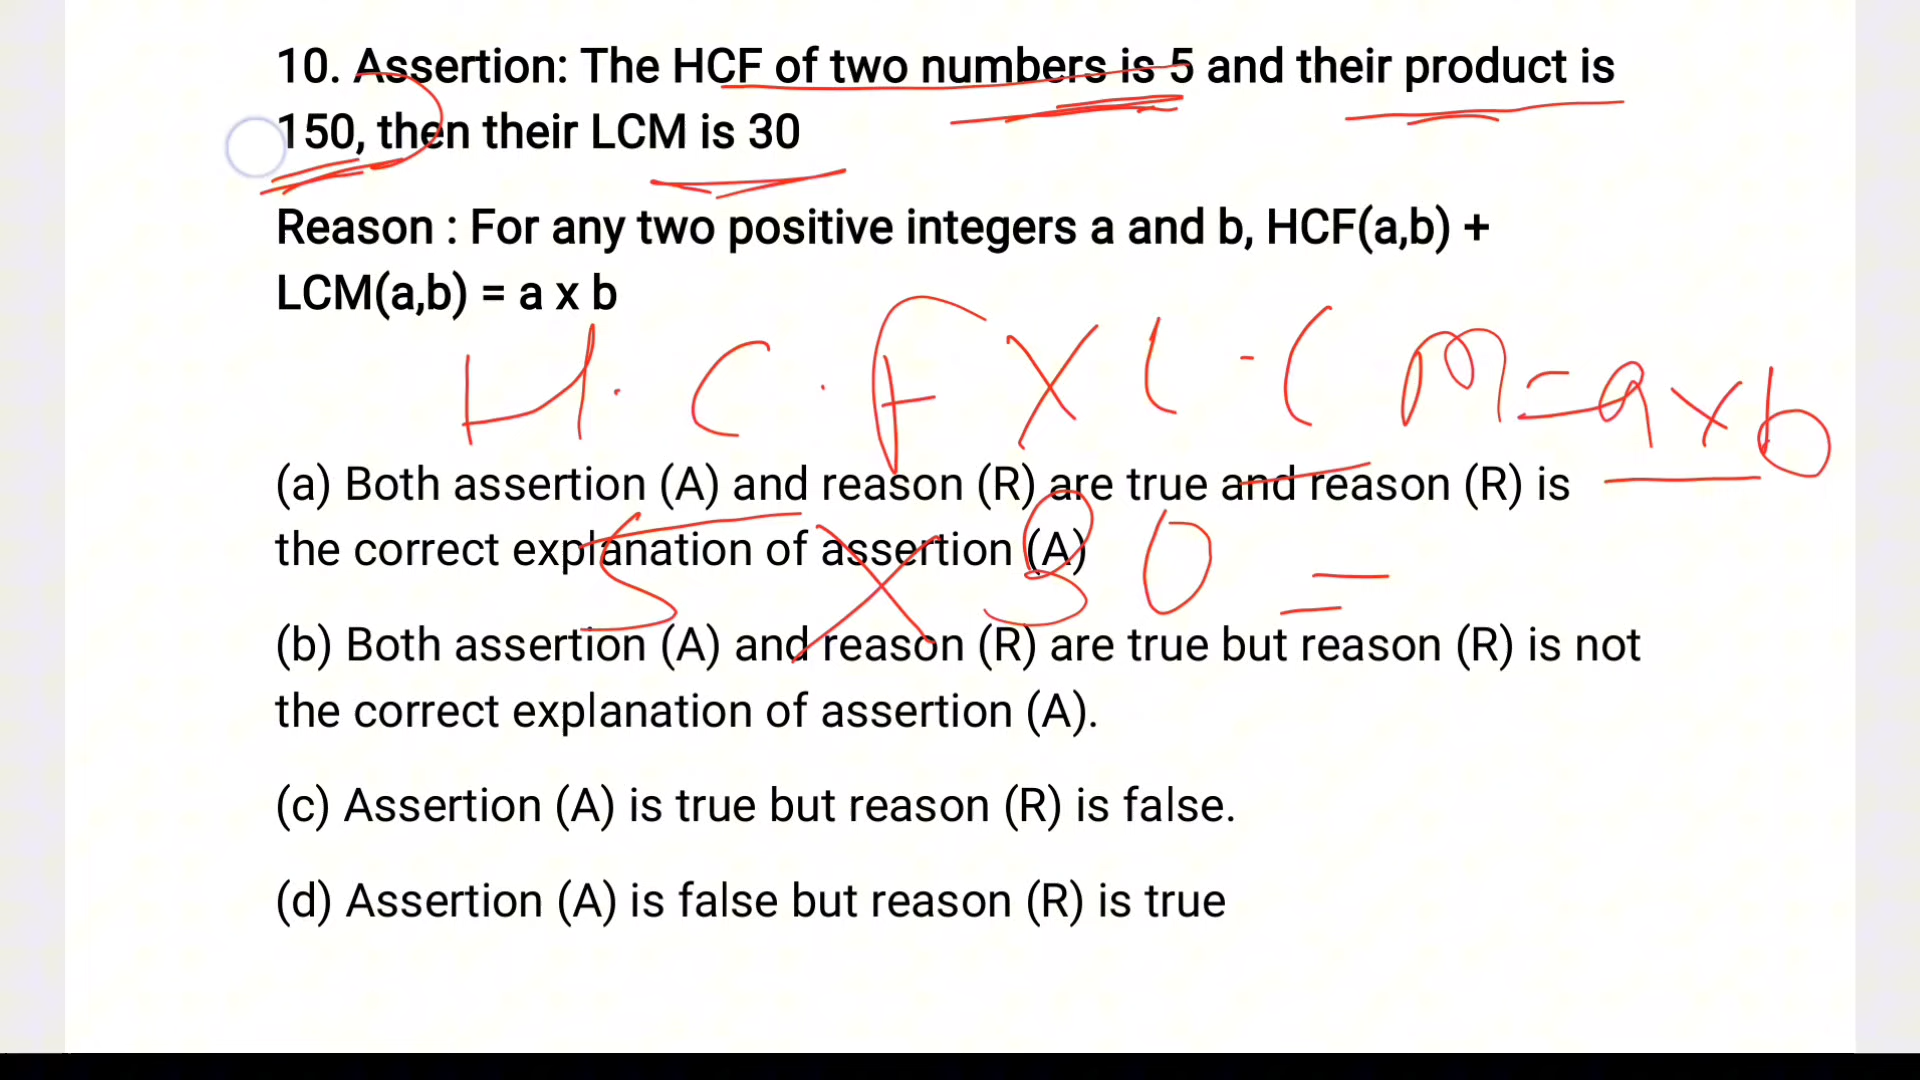 10. Assertion: The HCF of two numbers is 5 and their product is
150, then their LCM is 30
Reason : For any two positive integers a and b, HCF(a,b) +
LCM(a,b) = a x b
H.C.F X L.C M = a x b
(a) Both assertion (A) and reason (R) are true and reason (R) is
the correct explanation of assertion (A)
5 X 30 =
(b) Both assertion (A) and reason (R) are true but reason (R) is not
the correct explanation of assertion (A).
(c) Assertion (A) is true but reason (R) is false.
(d) Assertion (A) is false but reason (R) is true